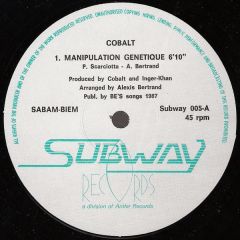 COBALT
1. MANIPULATION GENETIQUE 6'10"
P. Scarciotta - A. Bertrand
Produced by Cobalt and Inger-Khan
Arranged by Alexis Bertrand
Publ. by BE'S songs 1987
SABAM-BIEM
Subway 003-A
45 rpm
SUBWAY
RECORDS
a division of Antler Records